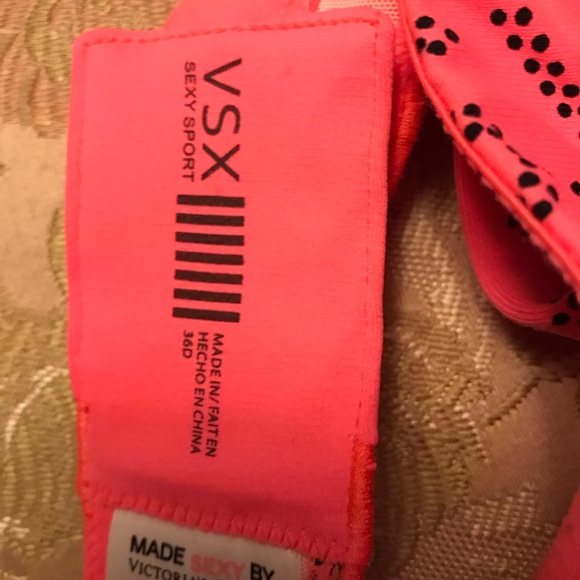 VSX
SEXY SPORT
MADE IN/FAIT EN
HECHO EN CHINA
36D
MADE SEXY BY